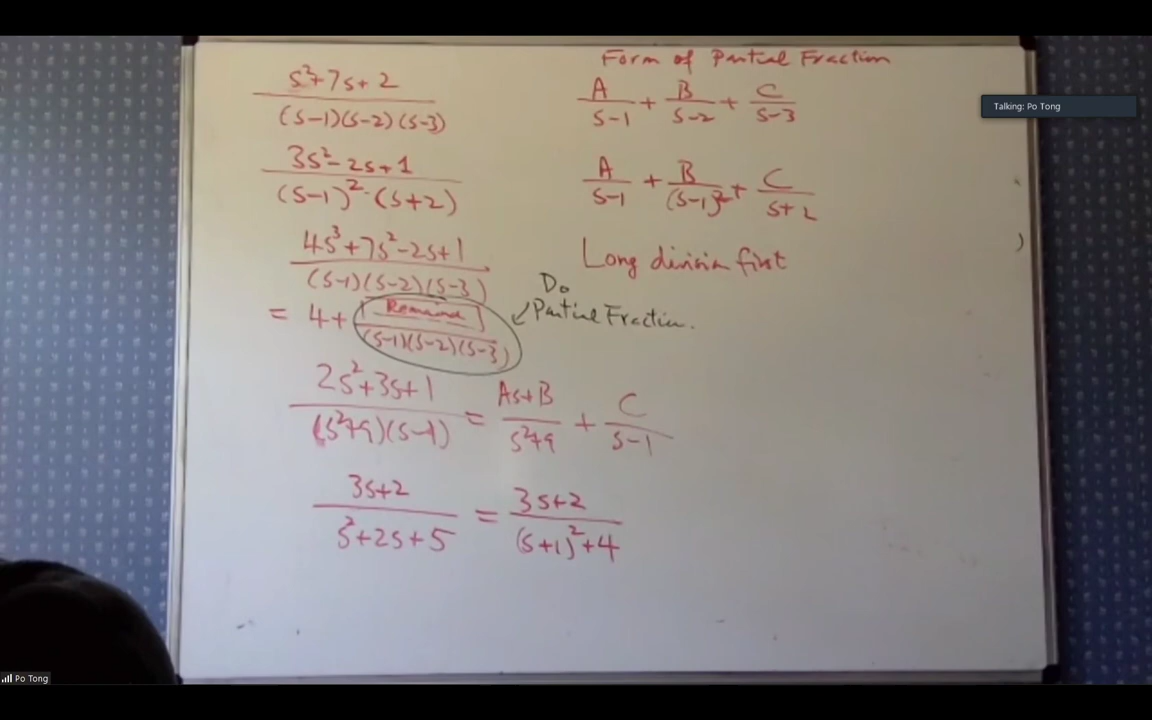 Form of Partial Fraction
s²+7s+2 / (s-1)(s-2)(s-3)    A/(s-1) + B/(s-2) + C/(s-3)
3s²-2s+1 / (s-1)²·(s+2)    A/(s-1) + B/(s-1)² + C/(s+2)
4s³+7s²-2s+1 / (s-1)(s-2)(s-3)    Long division first
= 4 + / (s-1)(s-2)(s-3)
Do
Partial Fraction.
2s²+3s+1 / (s²+9)(s-1) = As+B / s²+9 + C/(s-1)
3s+2 / s²+2s+5 = 3s+2 / (s+1)²+4
Talking: Po Tong
Po Tong